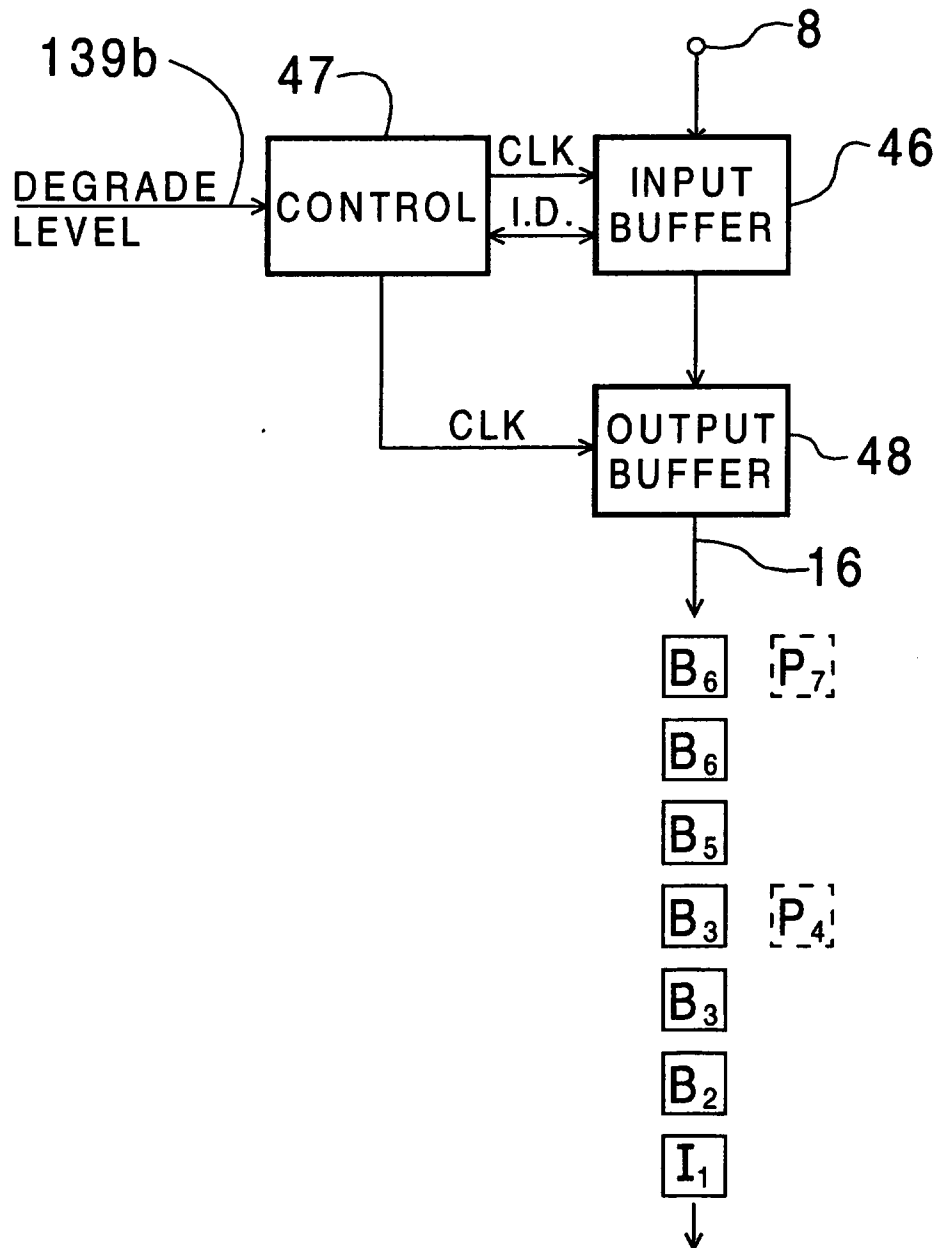 8
139b
47
46
DEGRADE
LEVEL
CONTROL
CLK
I.D.
INPUT
BUFFER
CLK
OUTPUT
BUFFER
48
16
B6 P7
B6
B5
B3 P4
B3
B2
I1